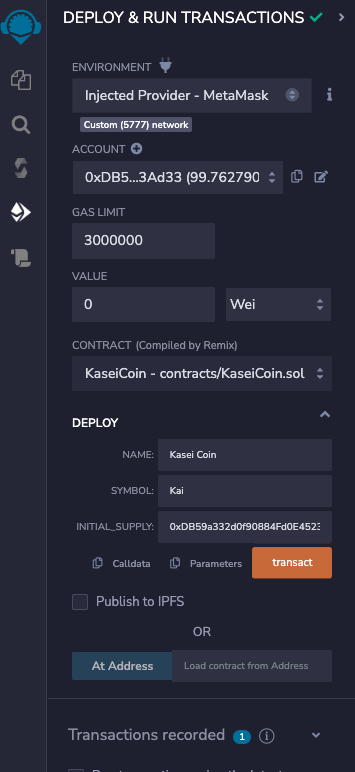 DEPLOY & RUN TRANSACTIONS
ENVIRONMENT
Injected Provider - MetaMask
Custom (5777) network
ACCOUNT
0xDB5...3Ad33 (99.762790
GAS LIMIT
3000000
VALUE
0 Wei
CONTRACT (Compiled by Remix)
KaseiCoin - contracts/KaseiCoin.sol
DEPLOY
NAME: Kasei Coin
SYMBOL: Kai
INITIAL_SUPPLY: 0xDB59a332d0f90884Fd0E4523
Calldata Parameters transact
Publish to IPFS
OR
At Address Load contract from Address
Transactions recorded 1 i